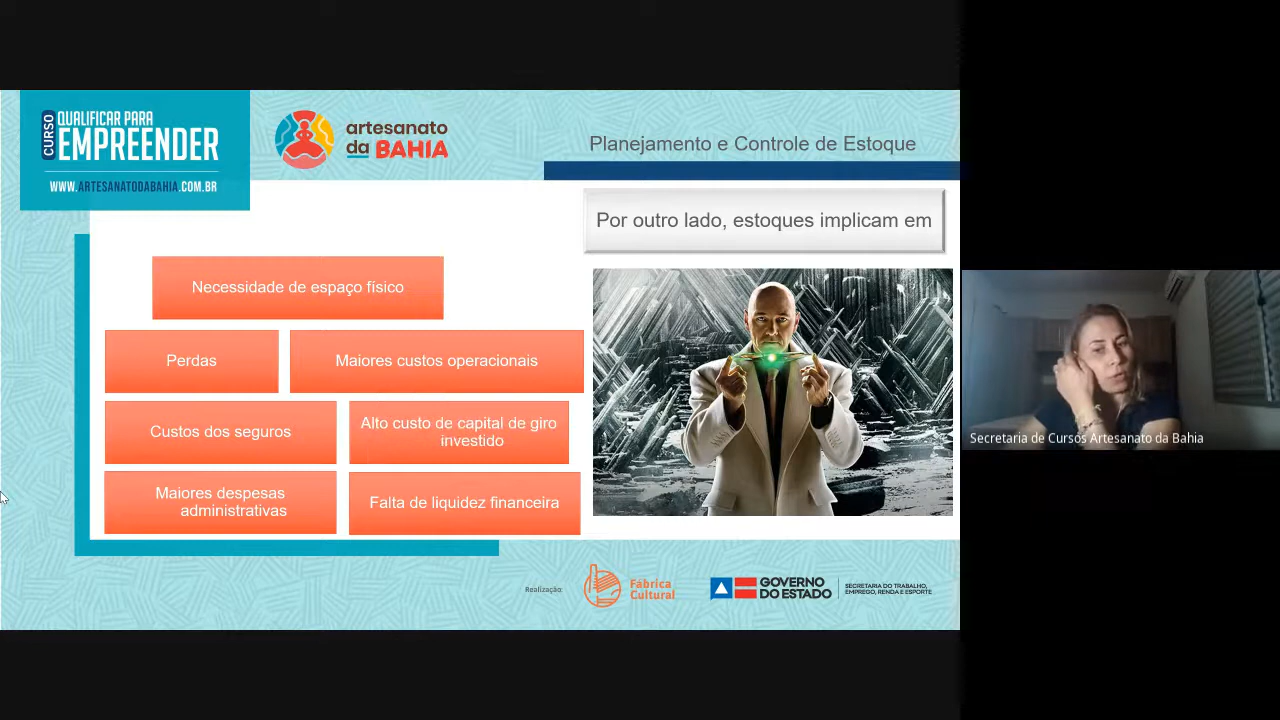 CURSO
QUALIFICAR PARA
EMPREENDER
WWW.ARTESANATODABAHIA.COM.BR
artesanato
da BAHIA
Planejamento e Controle de Estoque
Por outro lado, estoques implicam em
Necessidade de espaço físico
Perdas
Maiores custos operacionais
Custos dos seguros
Alto custo de capital de giro
investido
Maiores despesas
administrativas
Falta de liquidez financeira
Secretaria de Cursos Artesanato da Bahia
Realização:
Fábrica
Cultural
GOVERNO
DO ESTADO
SECRETARIA DO TRABALHO,
EMPREGO, RENDA E ESPORTE